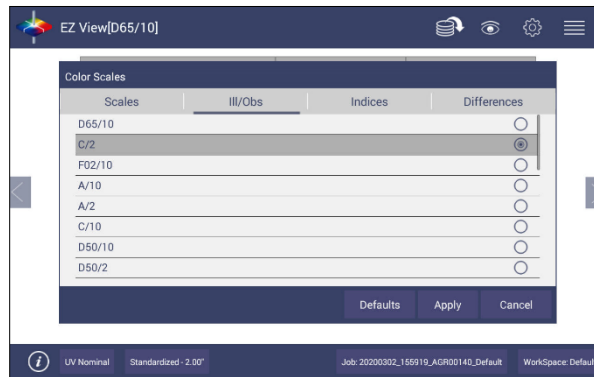 EZ View[D65/10]
Color Scales
Scales Ill/Obs Indices Differences
D65/10
C/2
F02/10
A/10
A/2
C/10
D50/10
D50/2
Defaults Apply Cancel
i UV Nominal Standardized - 2.00" Job: 20200302_155919_AGR00140_Default WorkSpace: Defaul